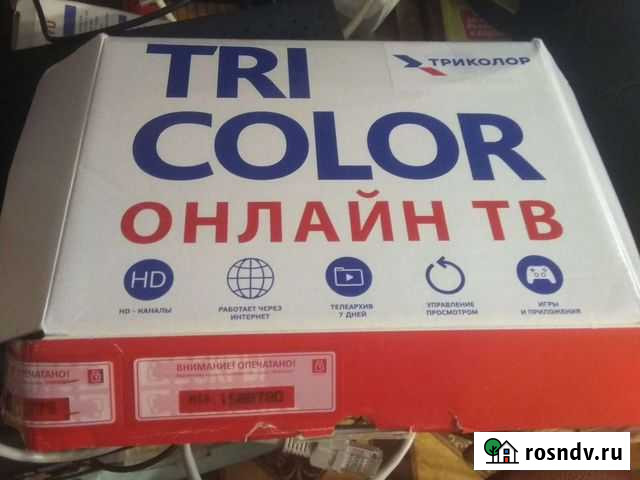 TRI
ТРИКОЛОР
COLOR
ОНЛАЙН ТВ
HD
HD - КАНАЛЫ
РАБОТАЕТ ЧЕРЕЗ
ИНТЕРНЕТ
ТЕЛЕАРХИВ
7 ДНЕЙ
УПРАВЛЕНИЕ
ПРОСМОТРОМ
ИГРЫ
И ПРИЛОЖЕНИЯ
ВНИМАНИЕ! ОПЕЧАТАНО!
rosndv.ru